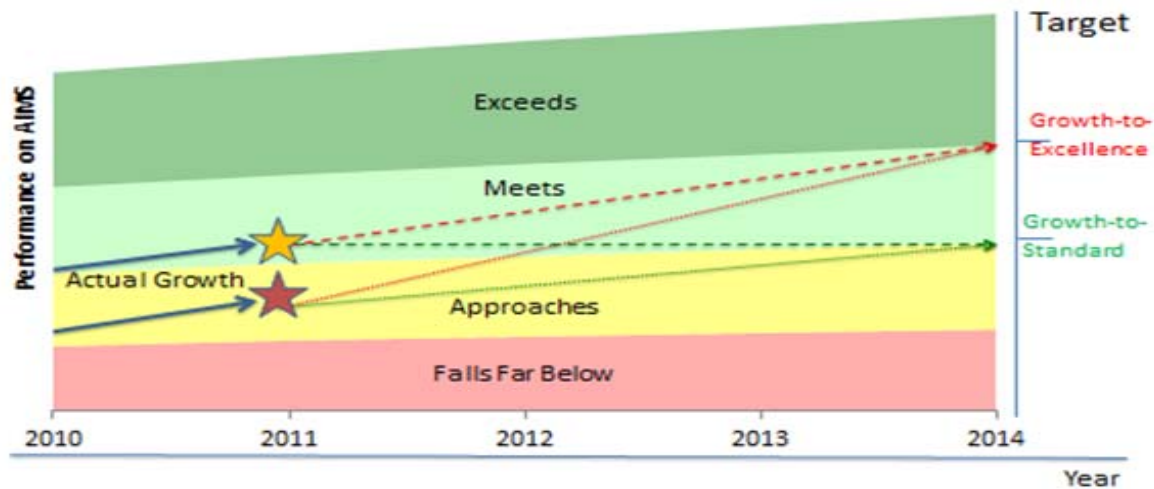 Target
Performance on AIMS
Exceeds
Growth-to-
Excellence
Meets
Growth-to-
Standard
Actual Growth
Approaches
Falls Far Below
2010 2011 2012 2013 2014
Year